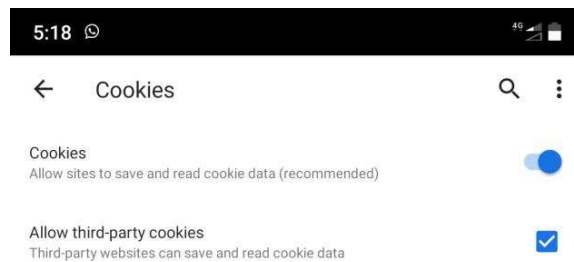 5:18
4G
Cookies
Cookies
Allow sites to save and read cookie data (recommended)
Allow third-party cookies
Third-party websites can save and read cookie data